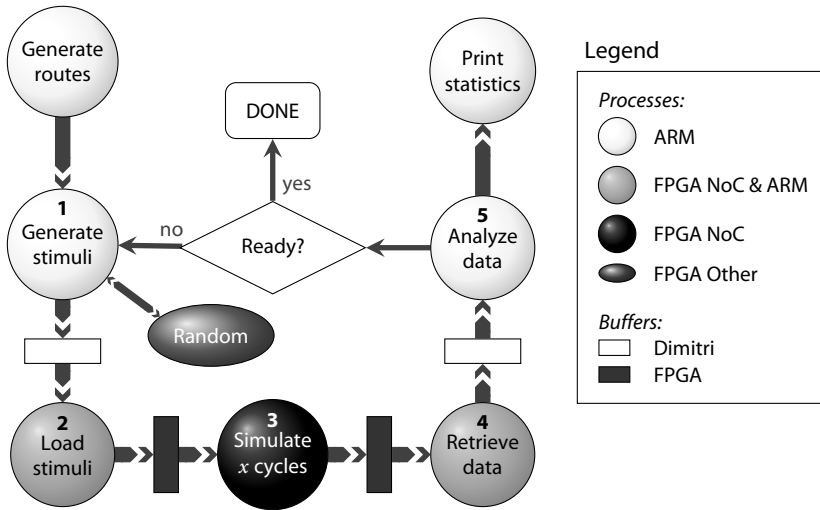 Generate
routes
Print
statistics
DONE
yes
no
Ready?
1
Generate
stimuli
5
Analyze
data
Random
2
Load
stimuli
3
Simulate
x cycles
4
Retrieve
data
Legend
Processes:
ARM
FPGA NoC & ARM
FPGA NoC
FPGA Other
Buffers:
Dimitri
FPGA